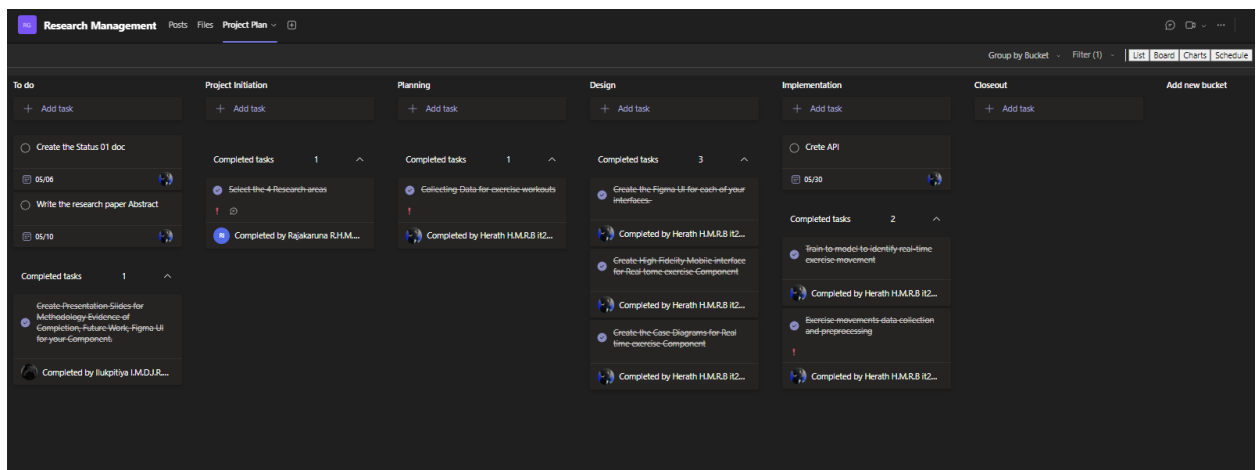 RG Research Management Posts Files Project Plan
Group by Bucket Filter (1) List Board Charts Schedule
To do
Add task
Create the Status 01 doc
05/06
Write the research paper Abstract
05/10
Completed tasks 1
Create Presentation Slides for
Methodology Evidence of
Completion, Future Work, Figma UI
for your Component.
Completed by Ilukpitiya I.M.D.J.R....
Project Initiation
Add task
Completed tasks 1
Select the 4 Research areas
Completed by Rajakaruna R.H.M....
Planning
Add task
Completed tasks 1
Collecting Data for exercise workouts
Completed by Herath H.M.R.B it2...
Design
Add task
Completed tasks 3
Create the Figma UI for each of your
interfaces.
Completed by Herath H.M.R.B it2...
Create High Fidelity Mobile interface
for Real tome exercise Component
Completed by Herath H.M.R.B it2...
Create the Case Diagrams for Real
time exercise Component
Completed by Herath H.M.R.B it2...
Implementation
Add task
Crete API
05/30
Completed tasks 2
Train to model to identify real-time
exercise movement
Completed by Herath H.M.R.B it2...
Exercise movements data collection
and preprocessing
Completed by Herath H.M.R.B it2...
Closeout
Add task
Add new bucket